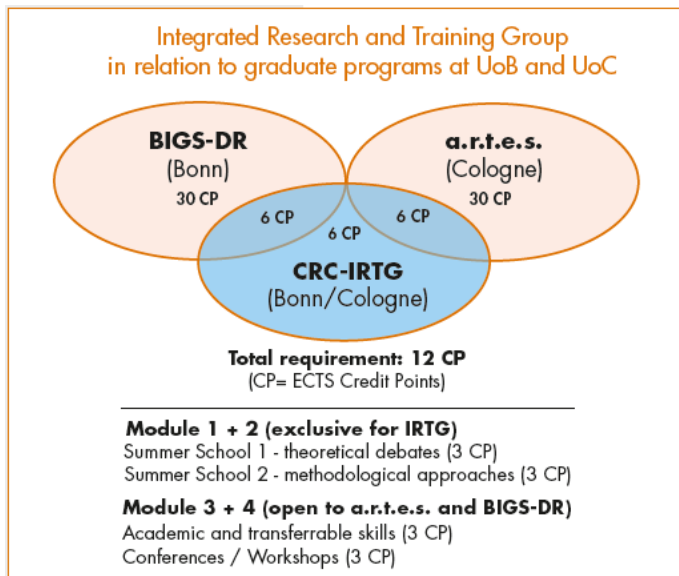 Integrated Research and Training Group
in relation to graduate programs at UoB and UoC
BIGS-DR
(Bonn)
30 CP
a.r.t.e.s.
(Cologne)
30 CP
6 CP
6 CP
6 CP
CRC-IRTG
(Bonn/Cologne)
Total requirement: 12 CP
(CP= ECTS Credit Points)
Module 1 + 2 (exclusive for IRTG)
Summer School 1 - theoretical debates (3 CP)
Summer School 2 - methodological approaches (3 CP)
Module 3 + 4 (open to a.r.t.e.s. and BIGS-DR)
Academic and transferrable skills (3 CP)
Conferences / Workshops (3 CP)